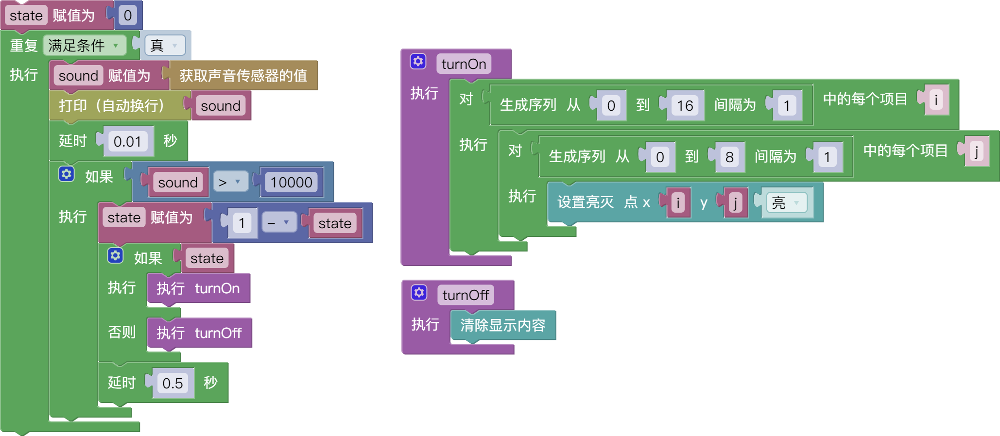 state 赋值为 0
重复 满足条件 真
执行 sound 赋值为 获取声音传感器的值
打印（自动换行） sound
延时 0.01 秒
如果 sound > 10000
执行 state 赋值为 1 - state
如果 state
执行 执行 turnOn
否则 执行 turnOff
延时 0.5 秒
turnOn
执行 对 生成序列 从 0 到 16 间隔为 1 中的每个项目 i
执行 对 生成序列 从 0 到 8 间隔为 1 中的每个项目 j
执行 设置亮灭 点 x i y j 亮
turnOff
执行 清除显示内容